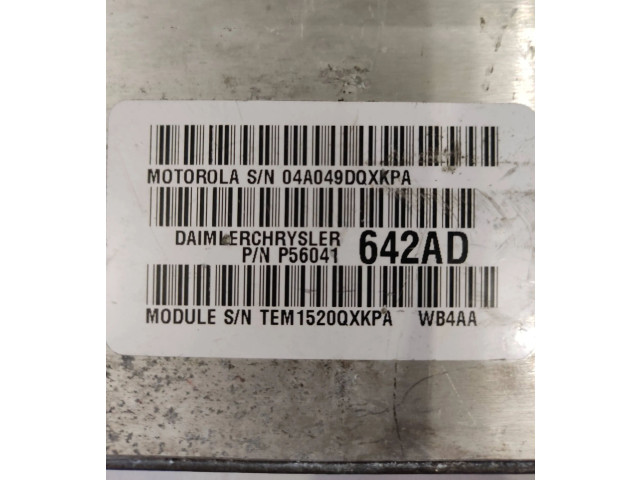 MOTOROLA S/N 04A049DQXKPA
DAIMLERCHRYSLER
P/N P56041 642AD
MODULE S/N TEM1520QXKPA WB4AA